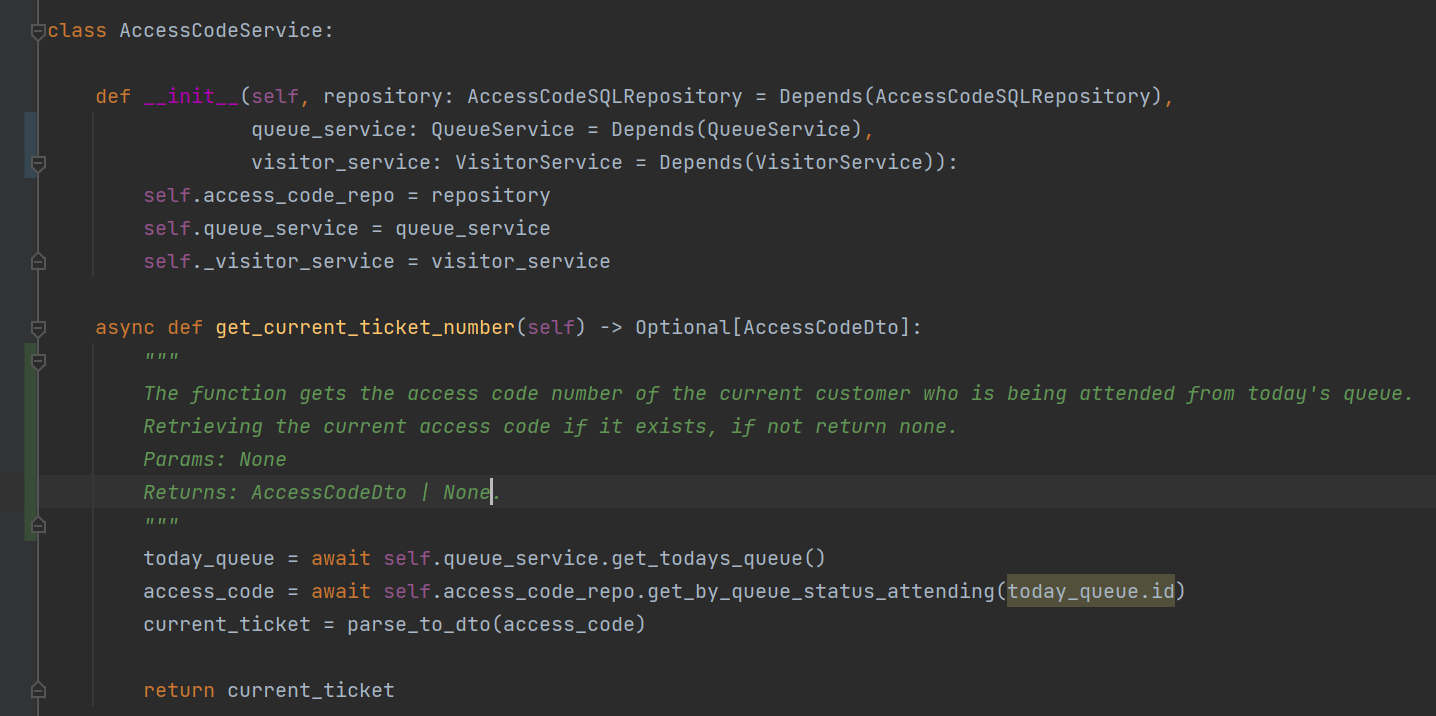 class AccessCodeService:
def __init__(self, repository: AccessCodeSQLRepository = Depends(AccessCodeSQLRepository),
queue_service: QueueService = Depends(QueueService),
visitor_service: VisitorService = Depends(VisitorService)):
self.access_code_repo = repository
self.queue_service = queue_service
self._visitor_service = visitor_service
async def get_current_ticket_number(self) -> Optional[AccessCodeDto]:
"""
The function gets the access code number of the current customer who is being attended from today's queue.
Retrieving the current access code if it exists, if not return none.
Params: None
Returns: AccessCodeDto | None.
"""
today_queue = await self.queue_service.get_todays_queue()
access_code = await self.access_code_repo.get_by_queue_status_attending(today_queue.id)
current_ticket = parse_to_dto(access_code)
return current_ticket